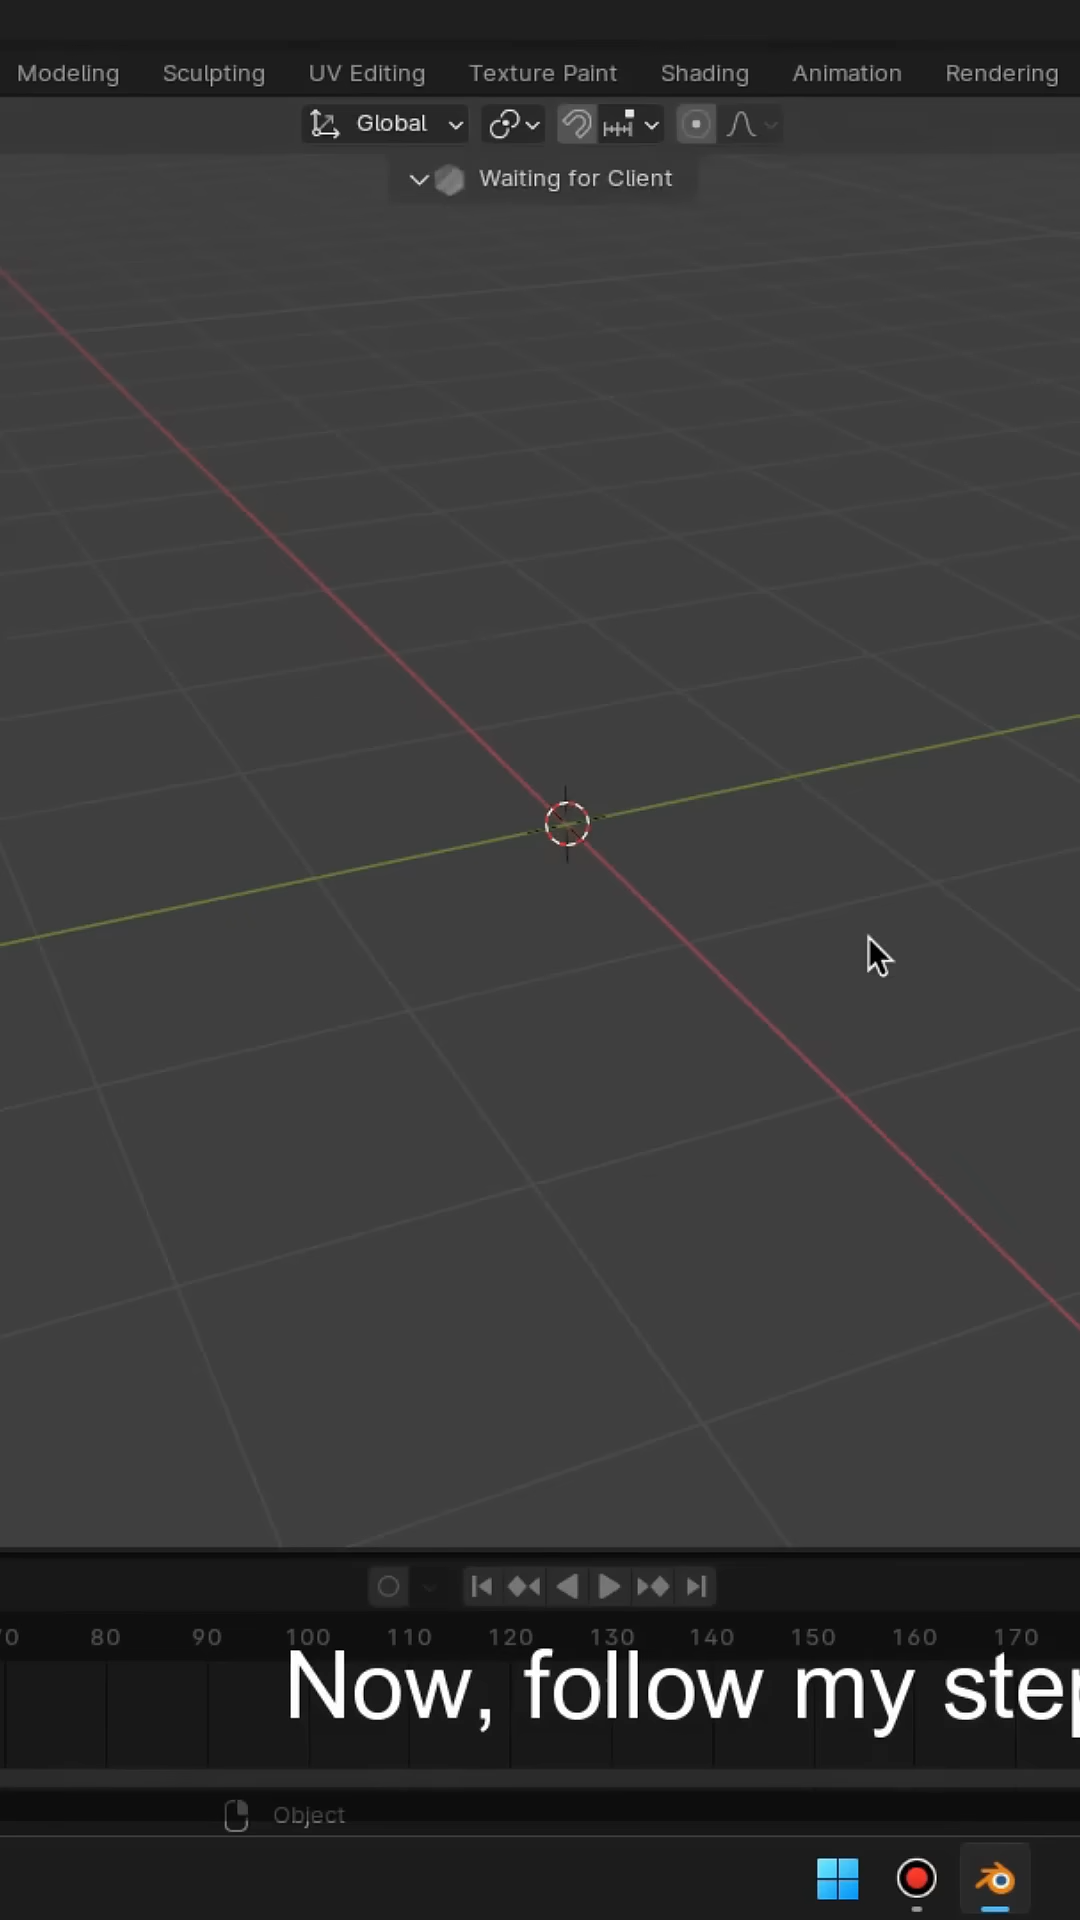 Modeling Sculpting UV Editing Texture Paint Shading Animation Rendering
Global
Waiting for Client
80 90 100 110 120 130 140 150 160 170
Now, follow my step
Object